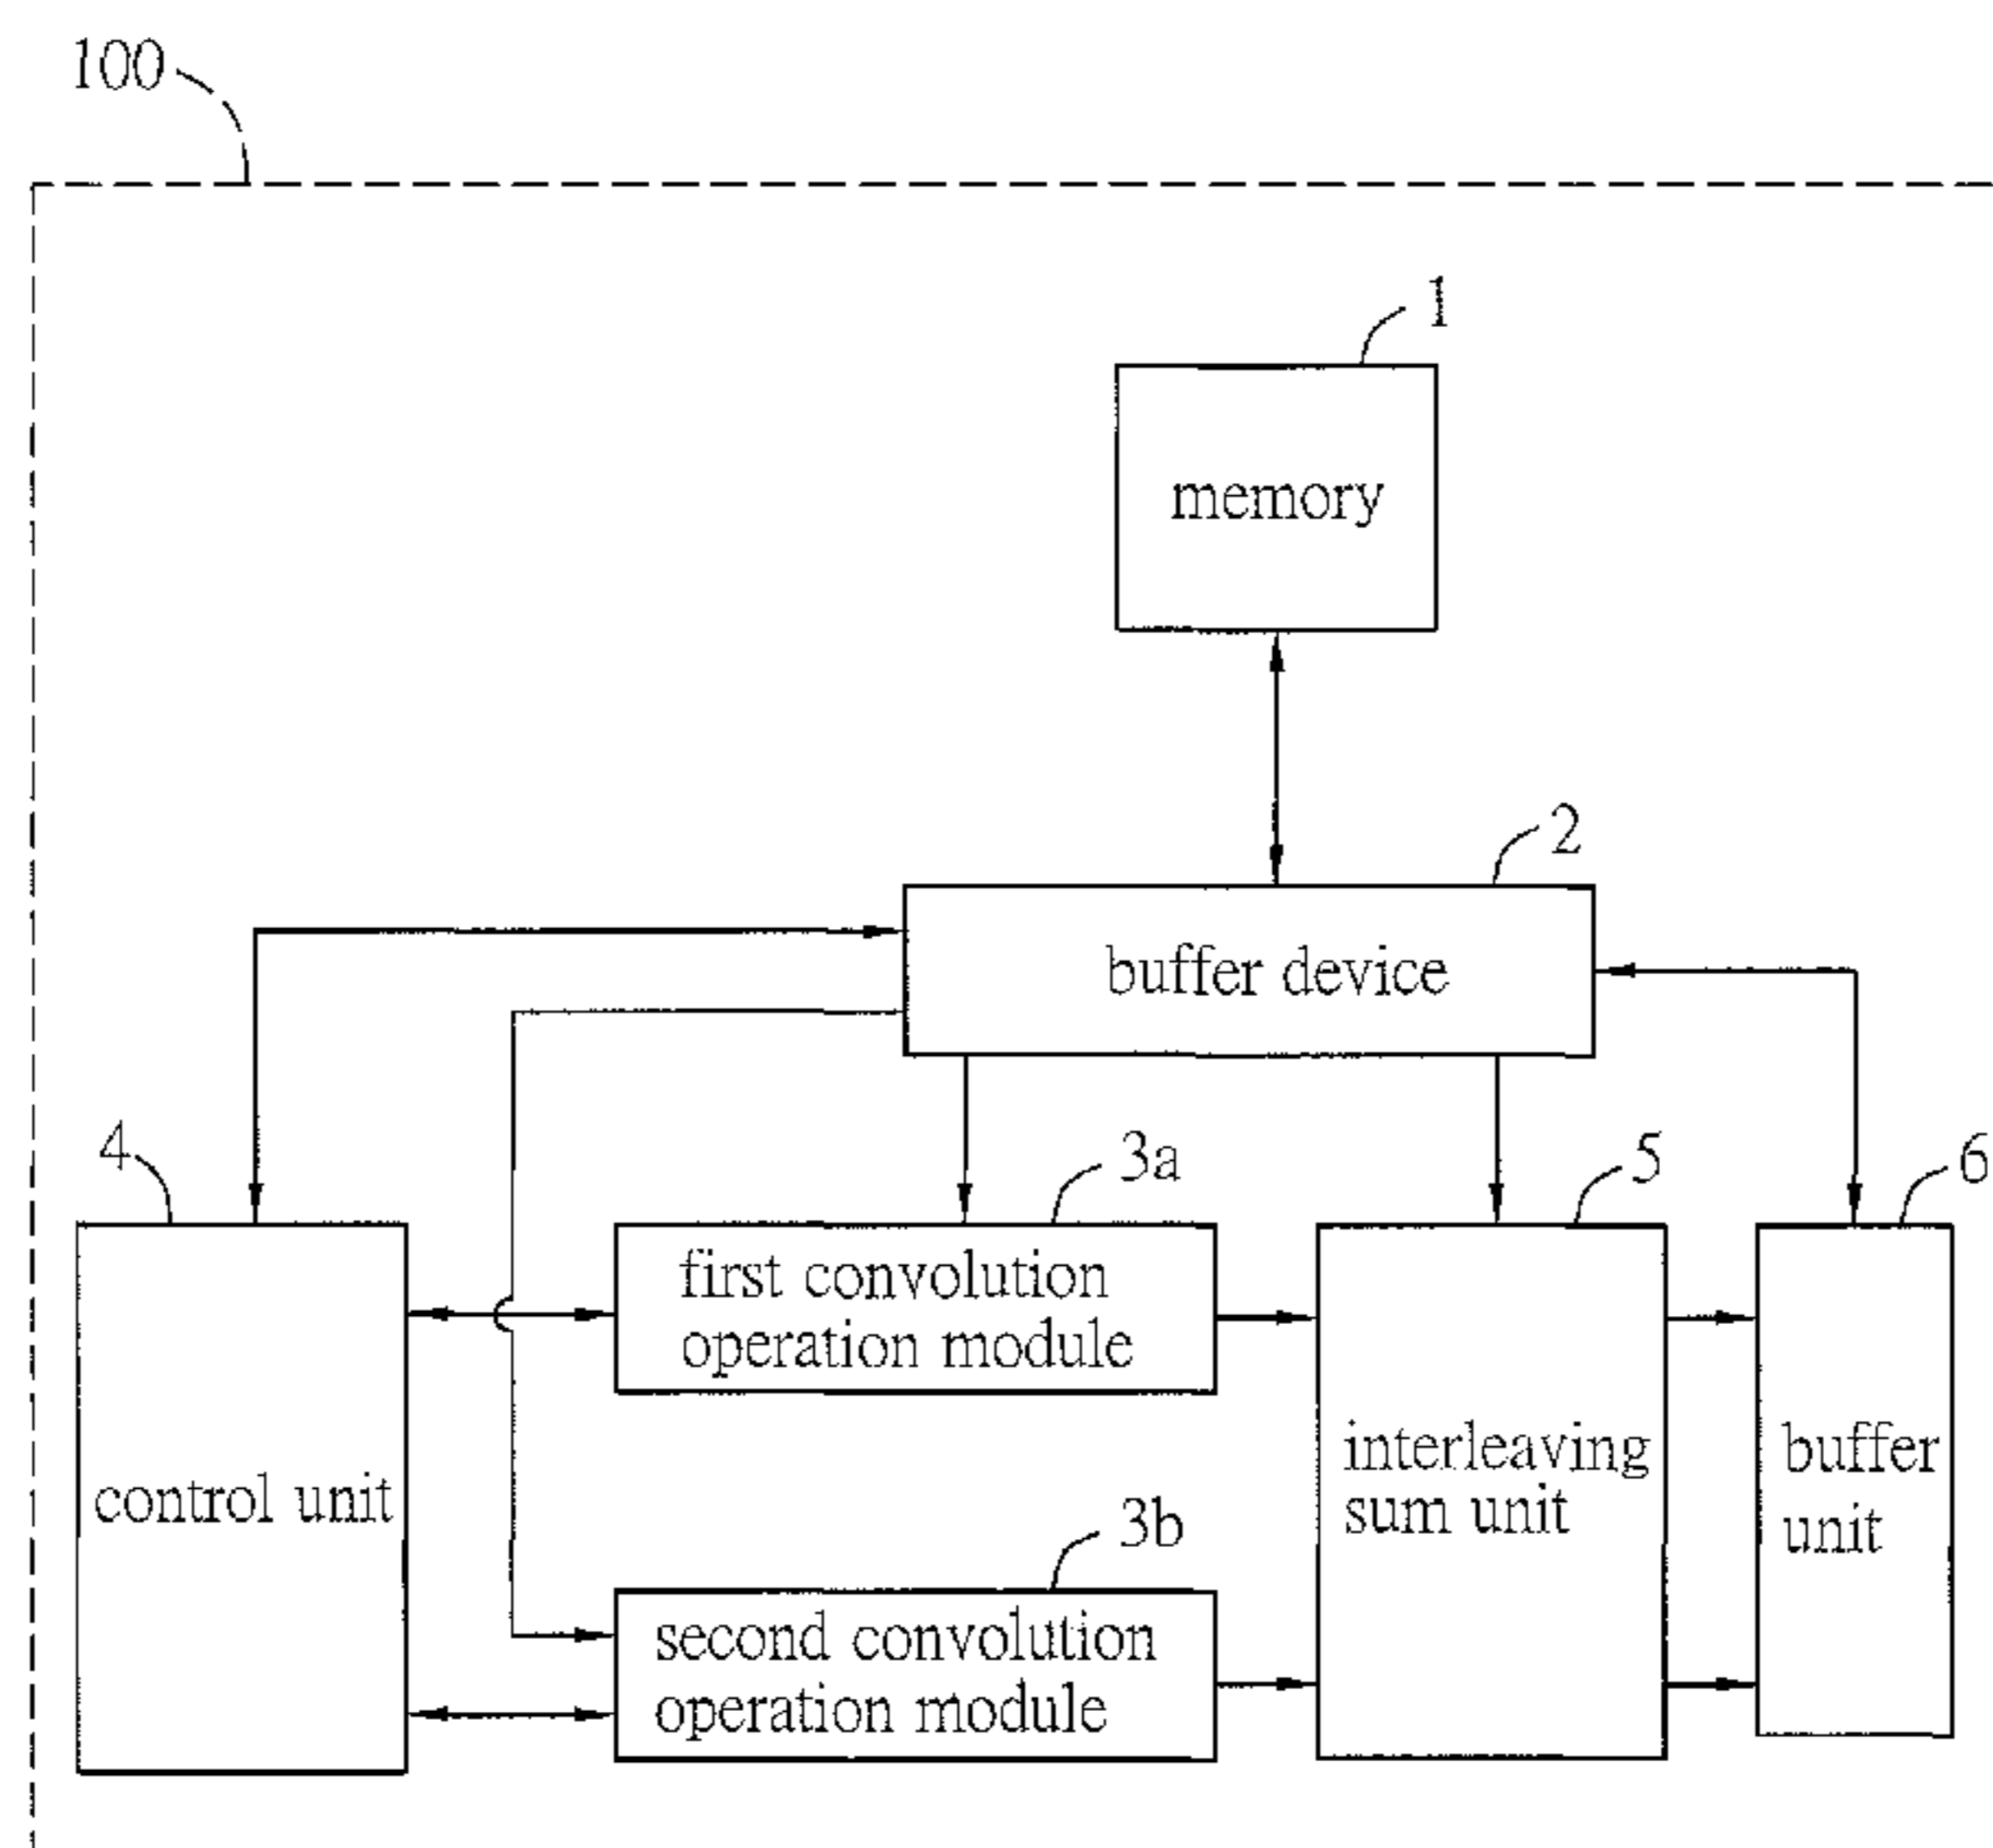 100
1
memory
2
buffer device
4
3a
5
6
first convolution
operation module
control unit
interleaving
sum unit
buffer
unit
3b
second convolution
operation module